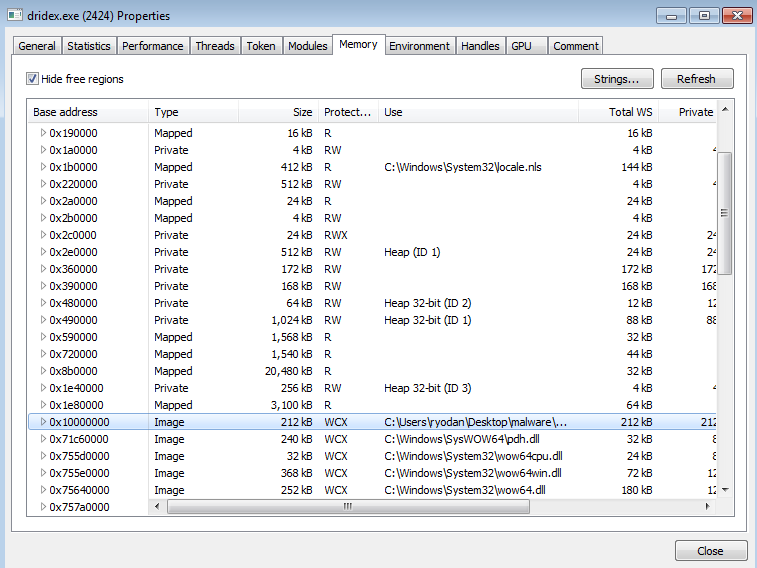 dridex.exe (2424) Properties
General Statistics Performance Threads Token Modules Memory Environment Handles GPU Comment
Hide free regions Strings... Refresh
Base address Type Size Protect... Use Total WS Private
0x190000 Mapped 16 kB R 16 kB
0x1a0000 Private 4 kB RW 4 kB 4
0x1b0000 Mapped 412 kB R C:\Windows\System32\locale.nls 144 kB
0x220000 Private 512 kB RW 4 kB 4
0x2a0000 Mapped 24 kB R 24 kB
0x2b0000 Mapped 4 kB RW 4 kB
0x2c0000 Private 24 kB RWX 24 kB 24
0x2e0000 Private 512 kB RW Heap (ID 1) 24 kB 24
0x360000 Private 172 kB RW 172 kB 172
0x390000 Private 168 kB RW 168 kB 168
0x480000 Private 64 kB RW Heap 32-bit (ID 2) 12 kB 12
0x490000 Private 1,024 kB RW Heap 32-bit (ID 1) 88 kB 88
0x590000 Mapped 1,568 kB R 32 kB
0x720000 Mapped 1,540 kB R 44 kB
0x8b0000 Mapped 20,480 kB R 32 kB
0x1e40000 Private 256 kB RW Heap 32-bit (ID 3) 4 kB 4
0x1e80000 Mapped 3,100 kB R 64 kB
0x10000000 Image 212 kB WCX C:\Users\ryodan\Desktop\malware\... 212 kB 212
0x71c60000 Image 240 kB WCX C:\Windows\SysWOW64\pdh.dll 32 kB 8
0x755d0000 Image 32 kB WCX C:\Windows\System32\wow64cpu.dll 24 kB 8
0x755e0000 Image 368 kB WCX C:\Windows\System32\wow64win.dll 72 kB 12
0x75640000 Image 252 kB WCX C:\Windows\System32\wow64.dll 180 kB 12
0x757a0000
Close